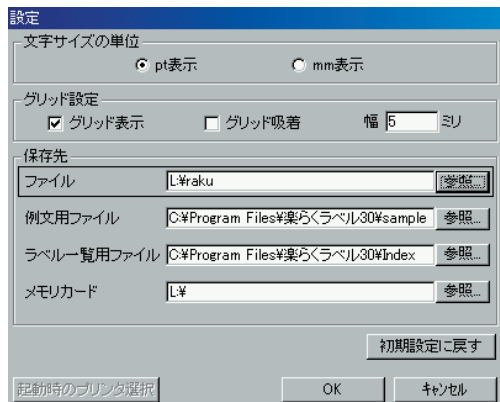 設定
文字サイズの単位
pt表示 mm表示
グリッド設定
グリッド表示 グリッド吸着 幅 5 ミリ
保存先
ファイル L:¥raku 参照...
例文用ファイル C:¥Program Files¥楽らくラベル30¥sample 参照...
ラベル一覧用ファイル C:¥Program Files¥楽らくラベル30¥Index 参照...
メモリカード L:¥ 参照...
初期設定に戻す
起動時のプリンタ選択 OK キャンセル